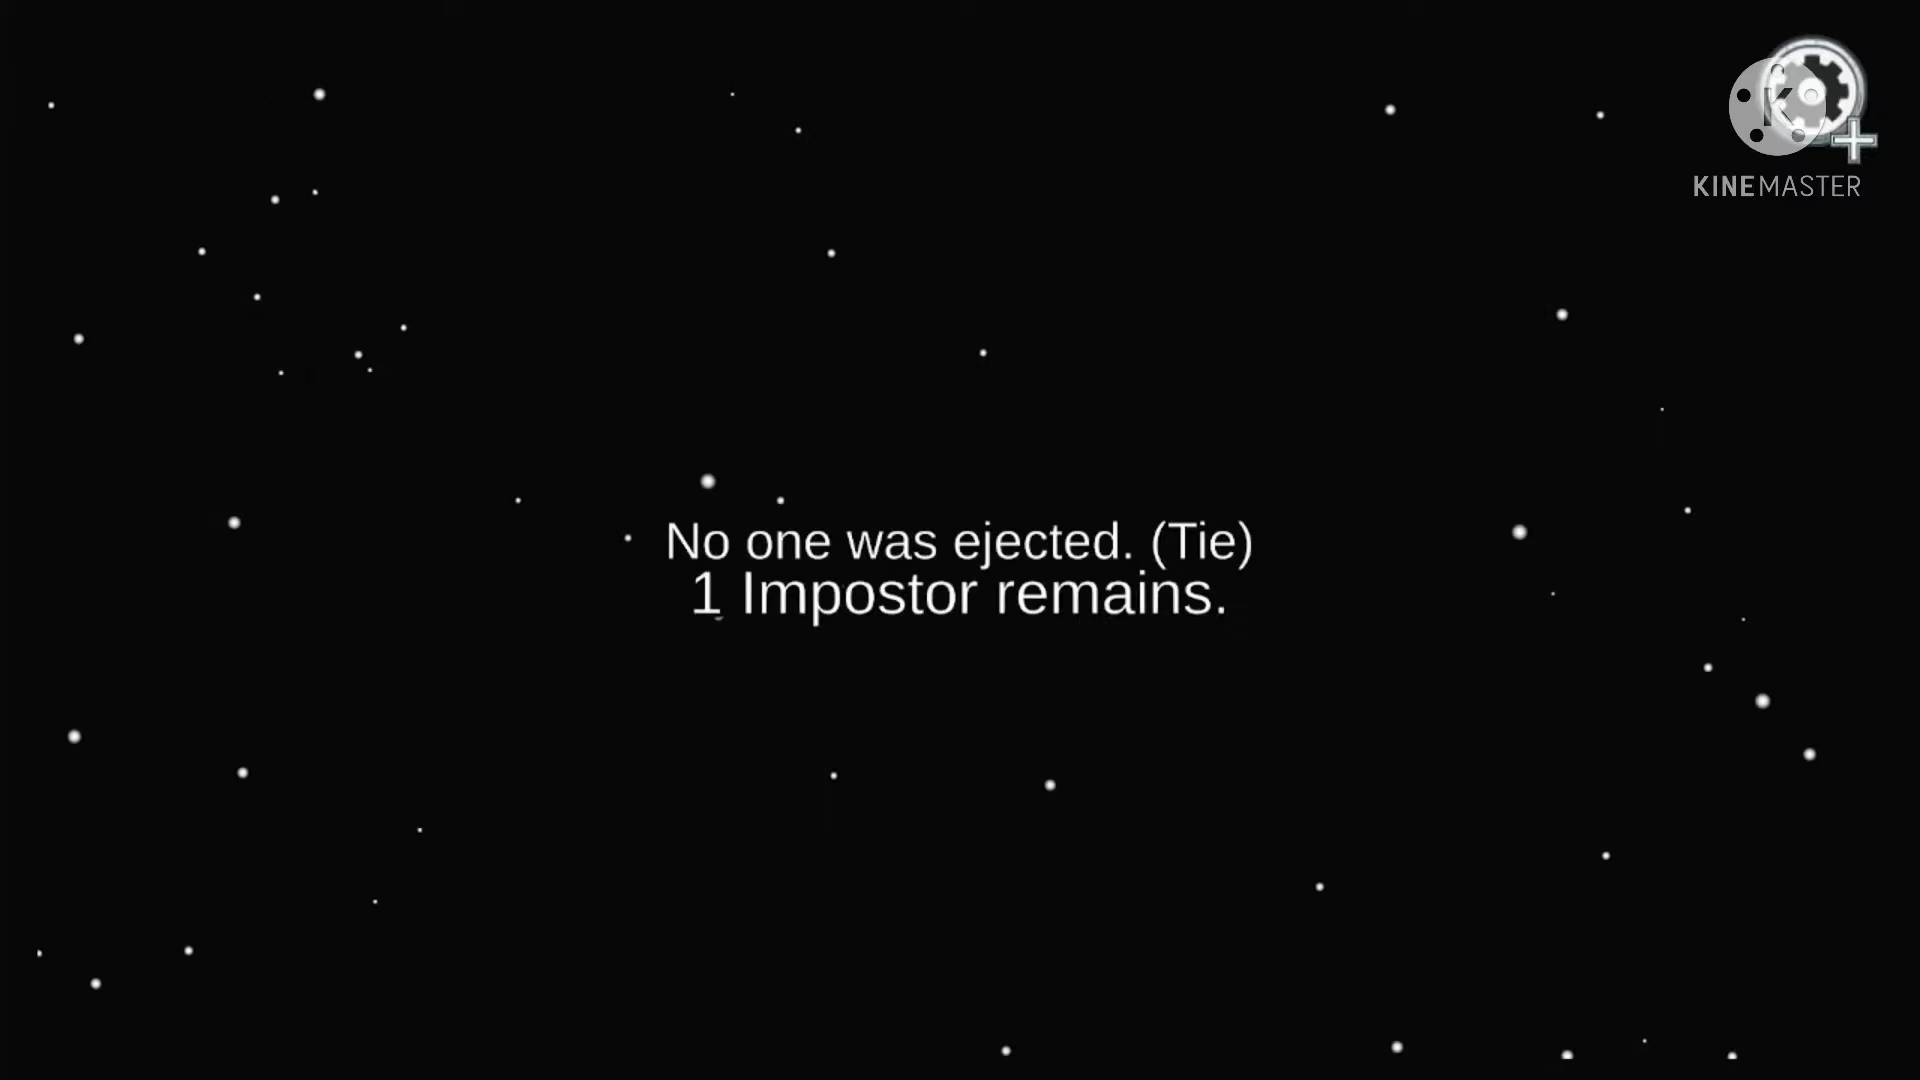 K
KINEMASTER
No one was ejected. (Tie)
1 Impostor remains.